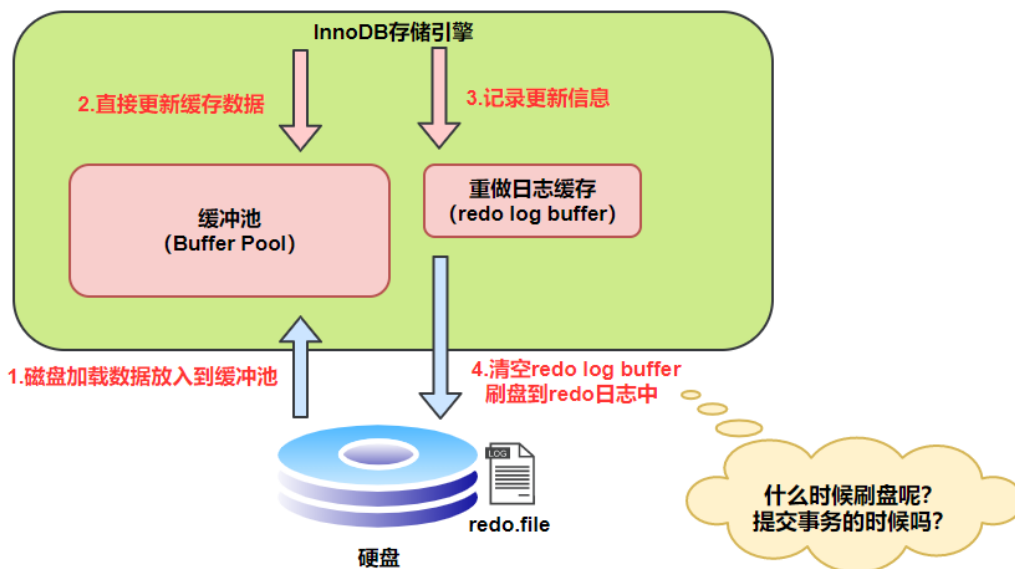 InnoDB存储引擎
2.直接更新缓存数据
3.记录更新信息
缓冲池
（Buffer Pool）
重做日志缓存
（redo log buffer）
1.磁盘加载数据放入到缓冲池
4.清空redo log buffer
刷盘到redo日志中
LOG
redo.file
硬盘
什么时候刷盘呢？
提交事务的时候吗？